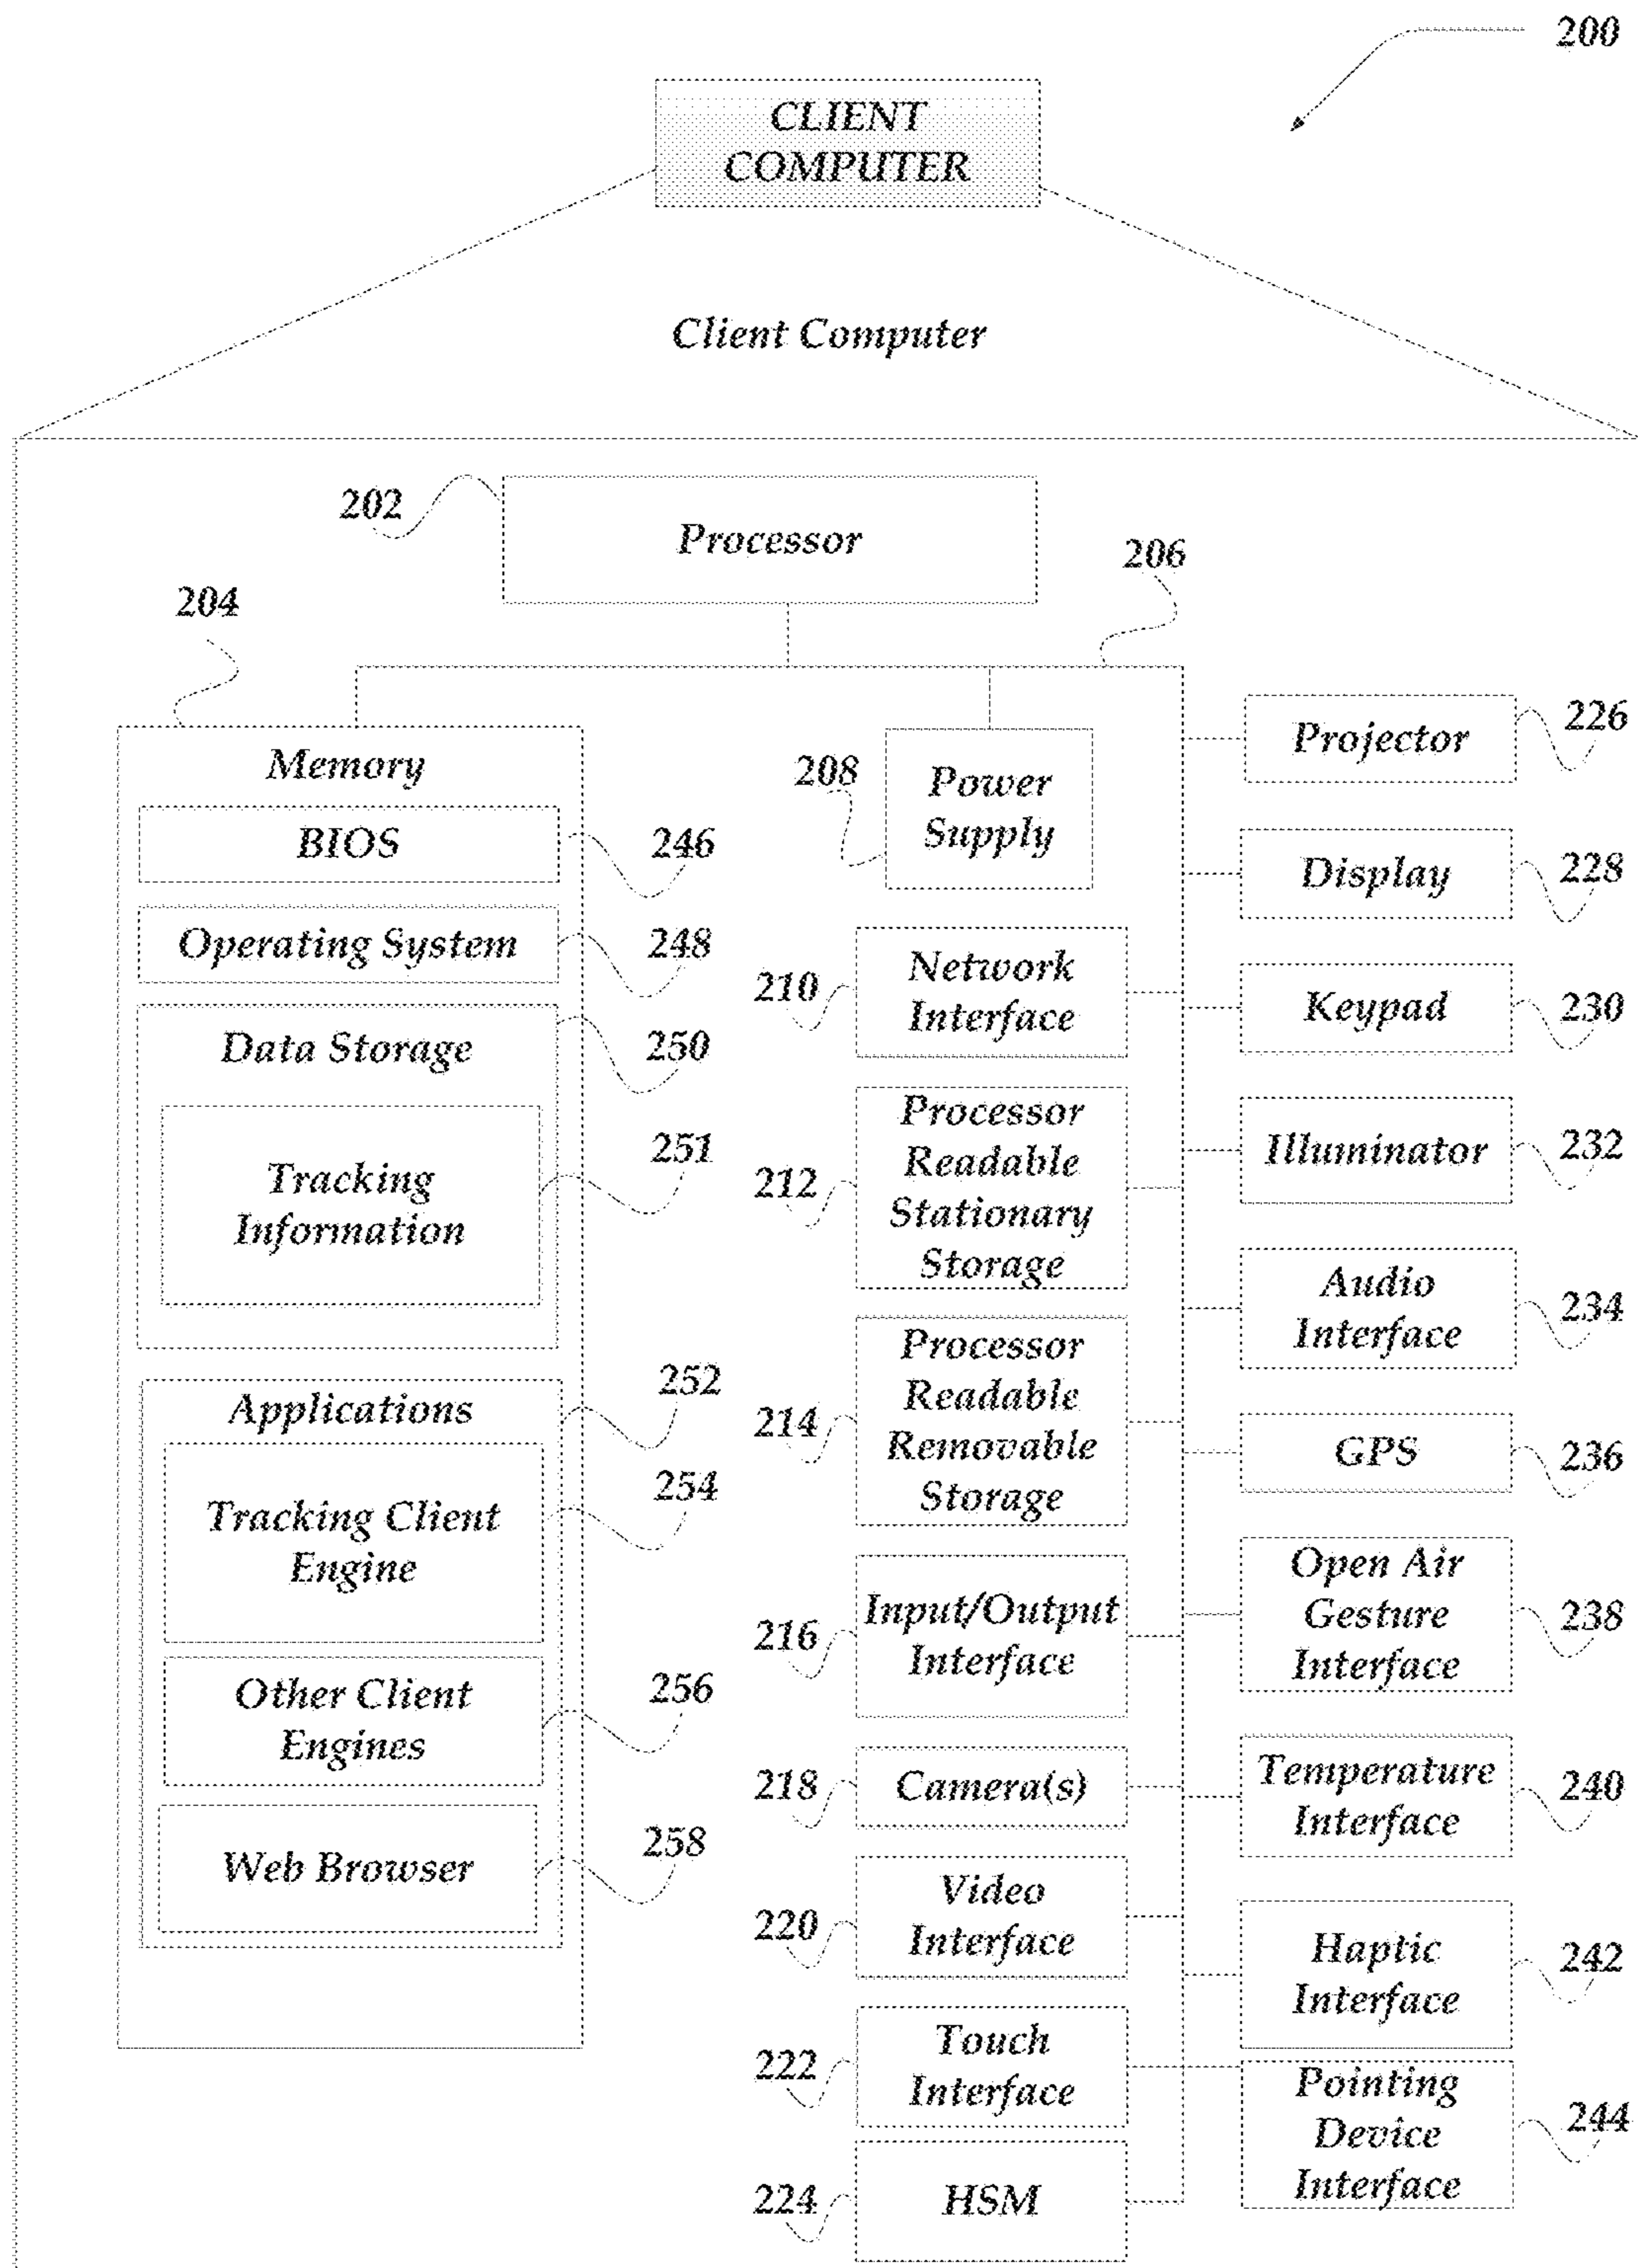 200
CLIENT
COMPUTER
Client Computer
202
Processor
206
204
Memory
BIOS
246
Operating System
248
Data Storage
250
Tracking
Information
251
Applications
252
Tracking Client
Engine
254
Other Client
Engines
256
Web Browser
258
208
Power
Supply
210
Network
Interface
212
Processor
Readable
Stationary
Storage
214
Processor
Readable
Removable
Storage
216
Input/Output
Interface
218
Camera(s)
220
Video
Interface
222
Touch
Interface
224
HSM
Projector
226
Display
228
Keypad
230
Illuminator
232
Audio
Interface
234
GPS
236
Open Air
Gesture
Interface
238
Temperature
Interface
240
Haptic
Interface
242
Pointing
Device
Interface
244